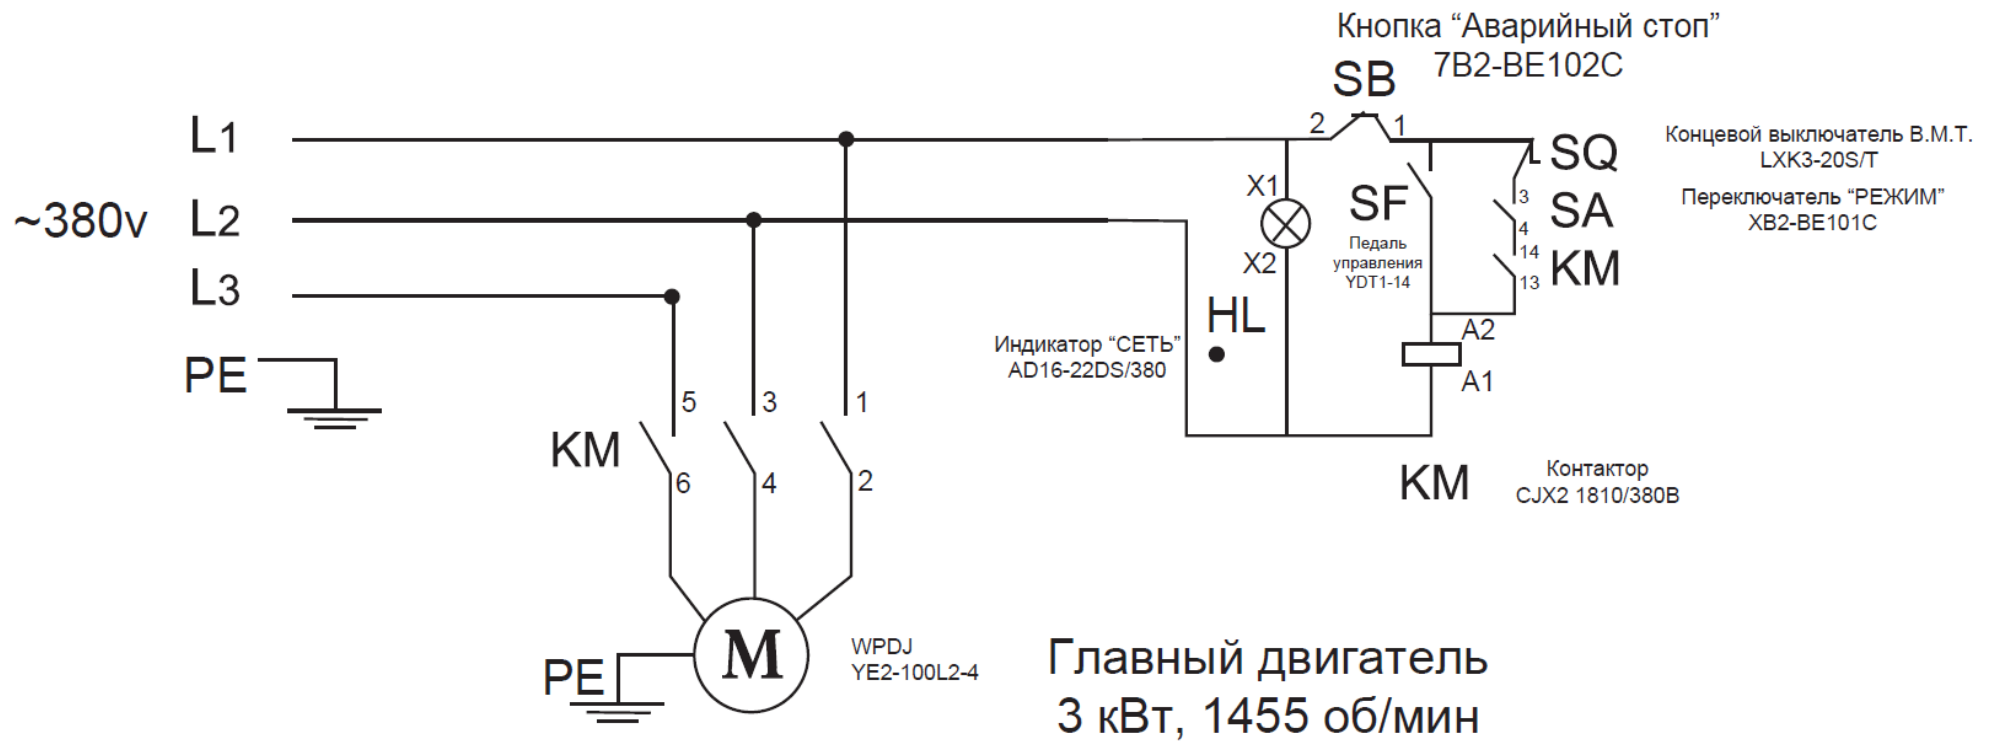 Кнопка “Аварийный стоп”
7B2-BE102C
SB
2
1
L1
SQ
Концевой выключатель В.М.Т.
LXK3-20S/T
~380v
L2
X1
SF
3
SA
Переключатель “РЕЖИМ”
XB2-BE101C
4
X2
Педаль
управления
YDT1-14
14
KM
13
L3
HL
A2
Индикатор “СЕТЬ”
AD16-22DS/380
A1
PE
5
3
1
KM
6
4
2
KM
Контактор
CJX2 1810/380В
M
WPDJ
YE2-100L2-4
PE
Главный двигатель
3 кВт, 1455 об/мин